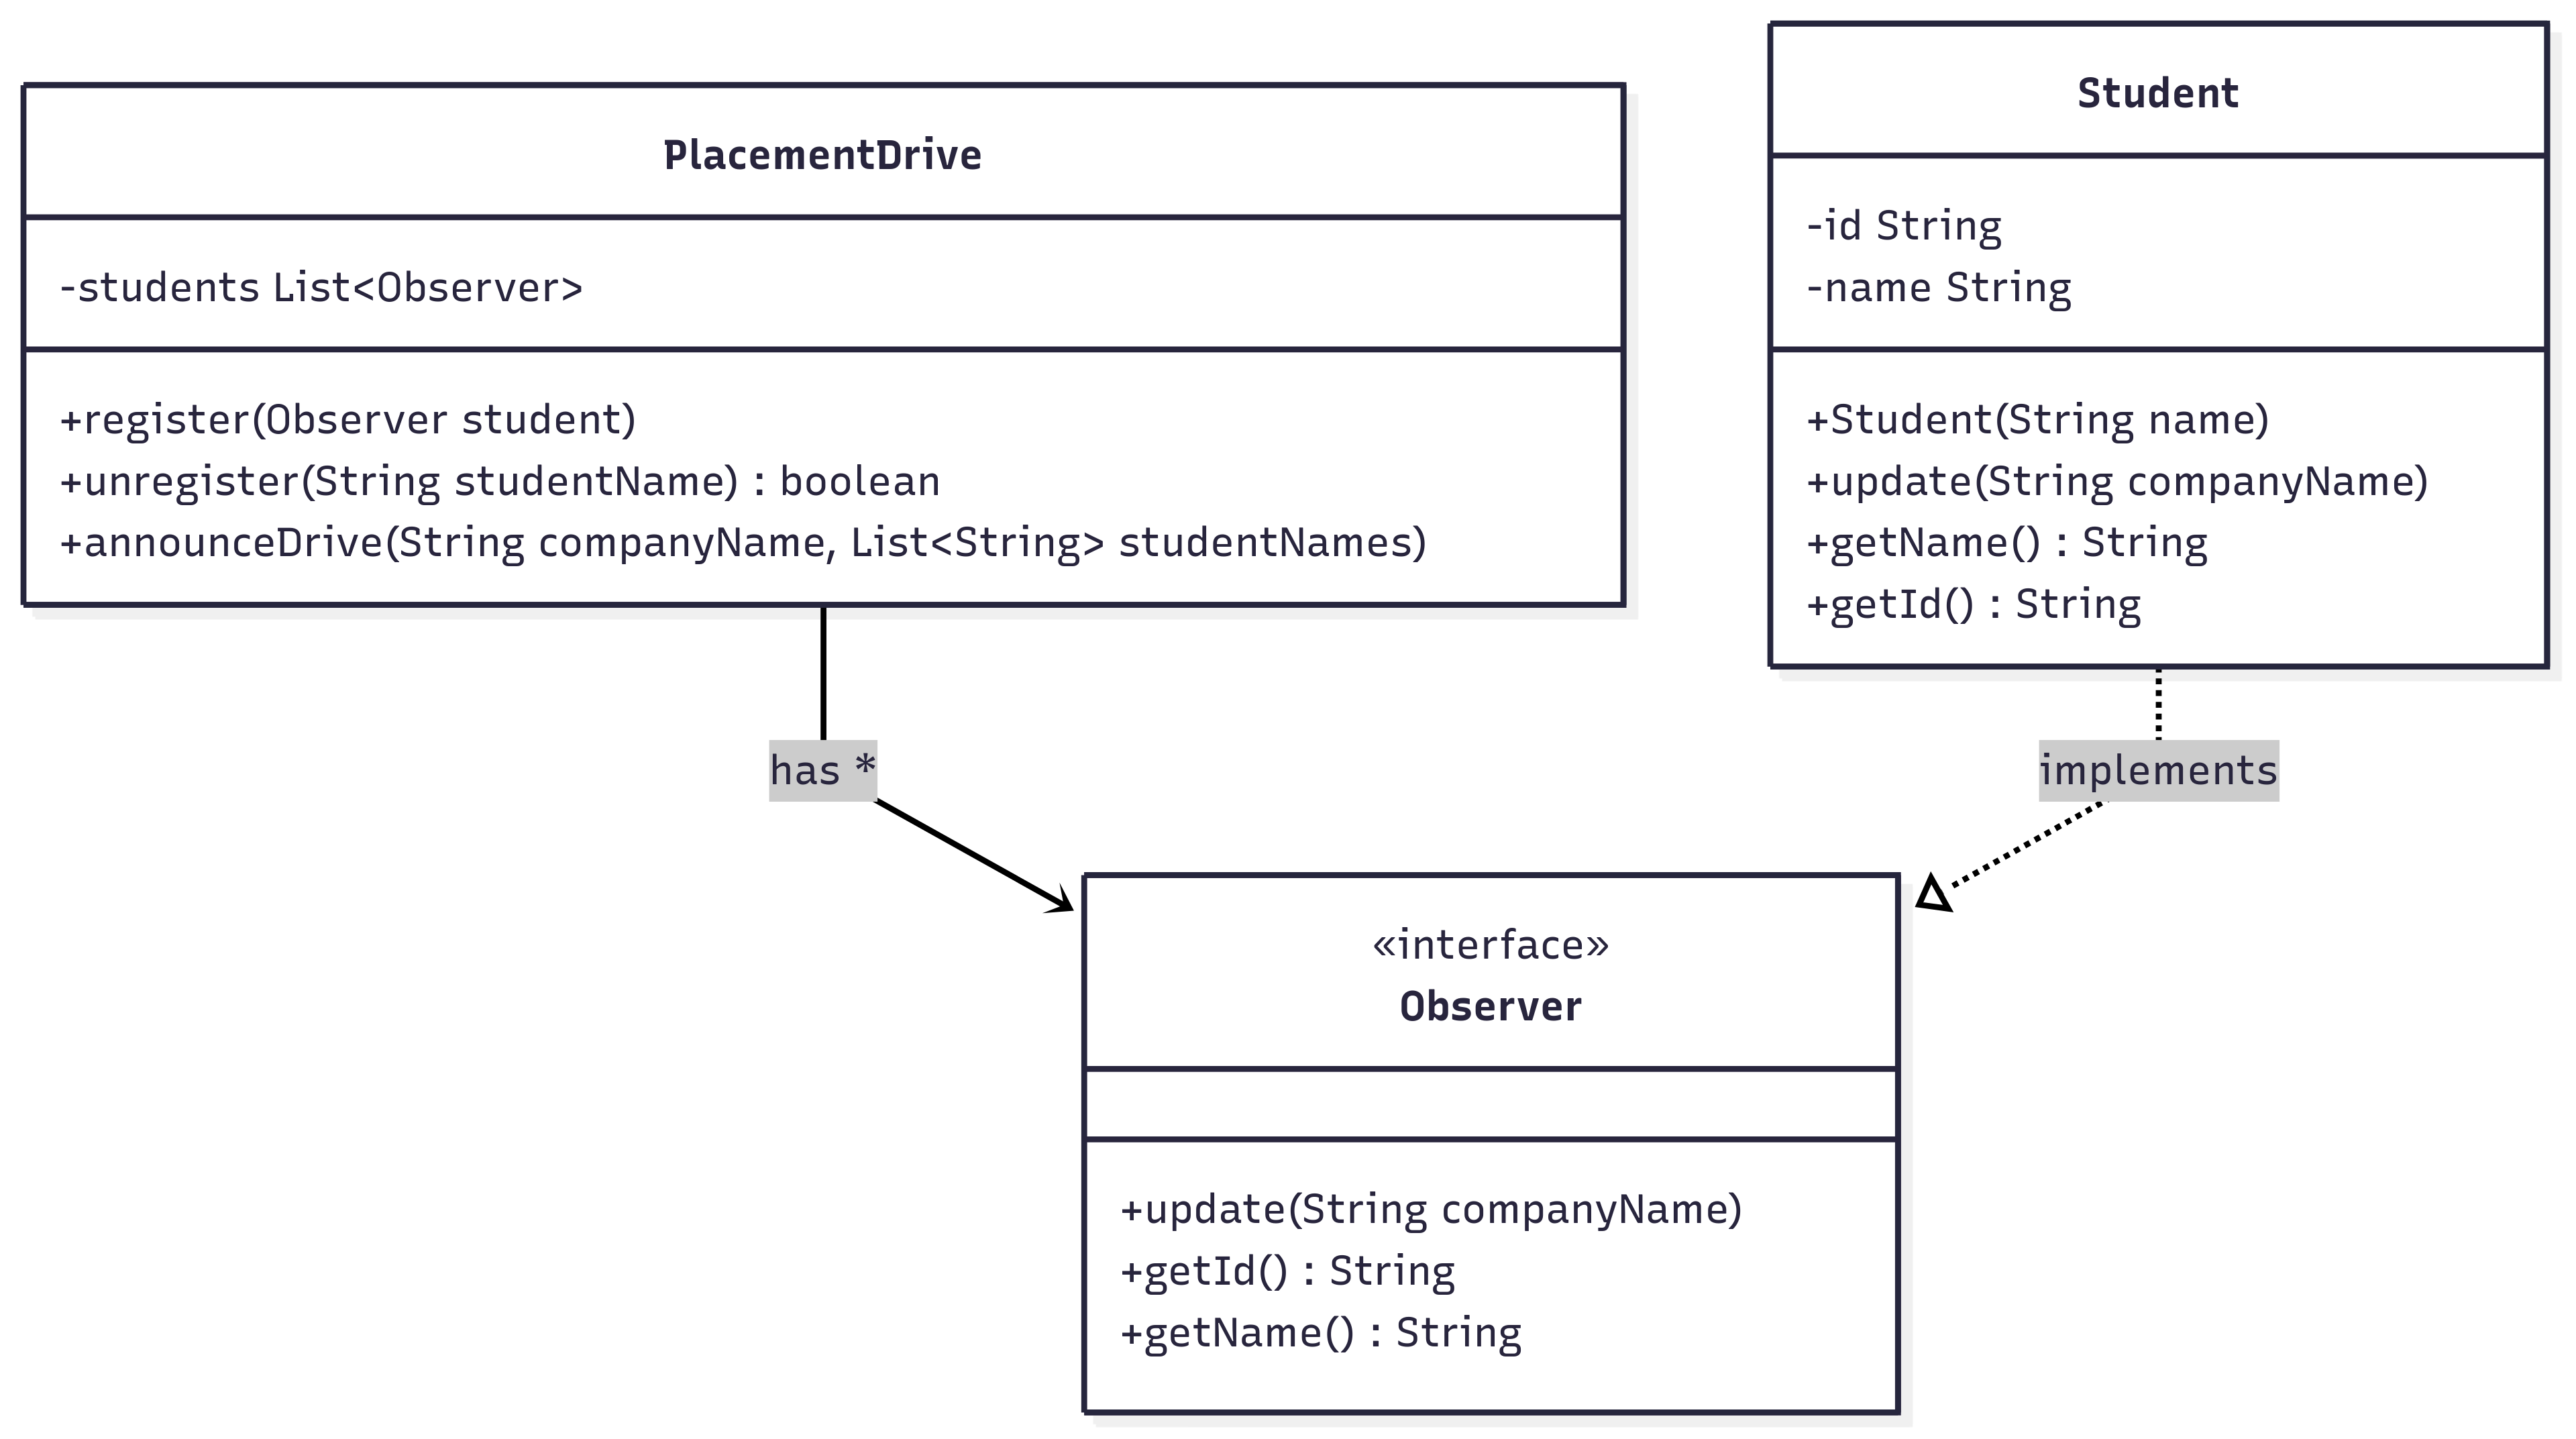 PlacementDrive
-students List<Observer>
+register(Observer student)
+unregister(String studentName) : boolean
+announceDrive(String companyName, List<String> studentNames)
Student
-id String
-name String
+Student(String name)
+update(String companyName)
+getName() : String
+getId() : String
has *
implements
«interface»
Observer
+update(String companyName)
+getId() : String
+getName() : String